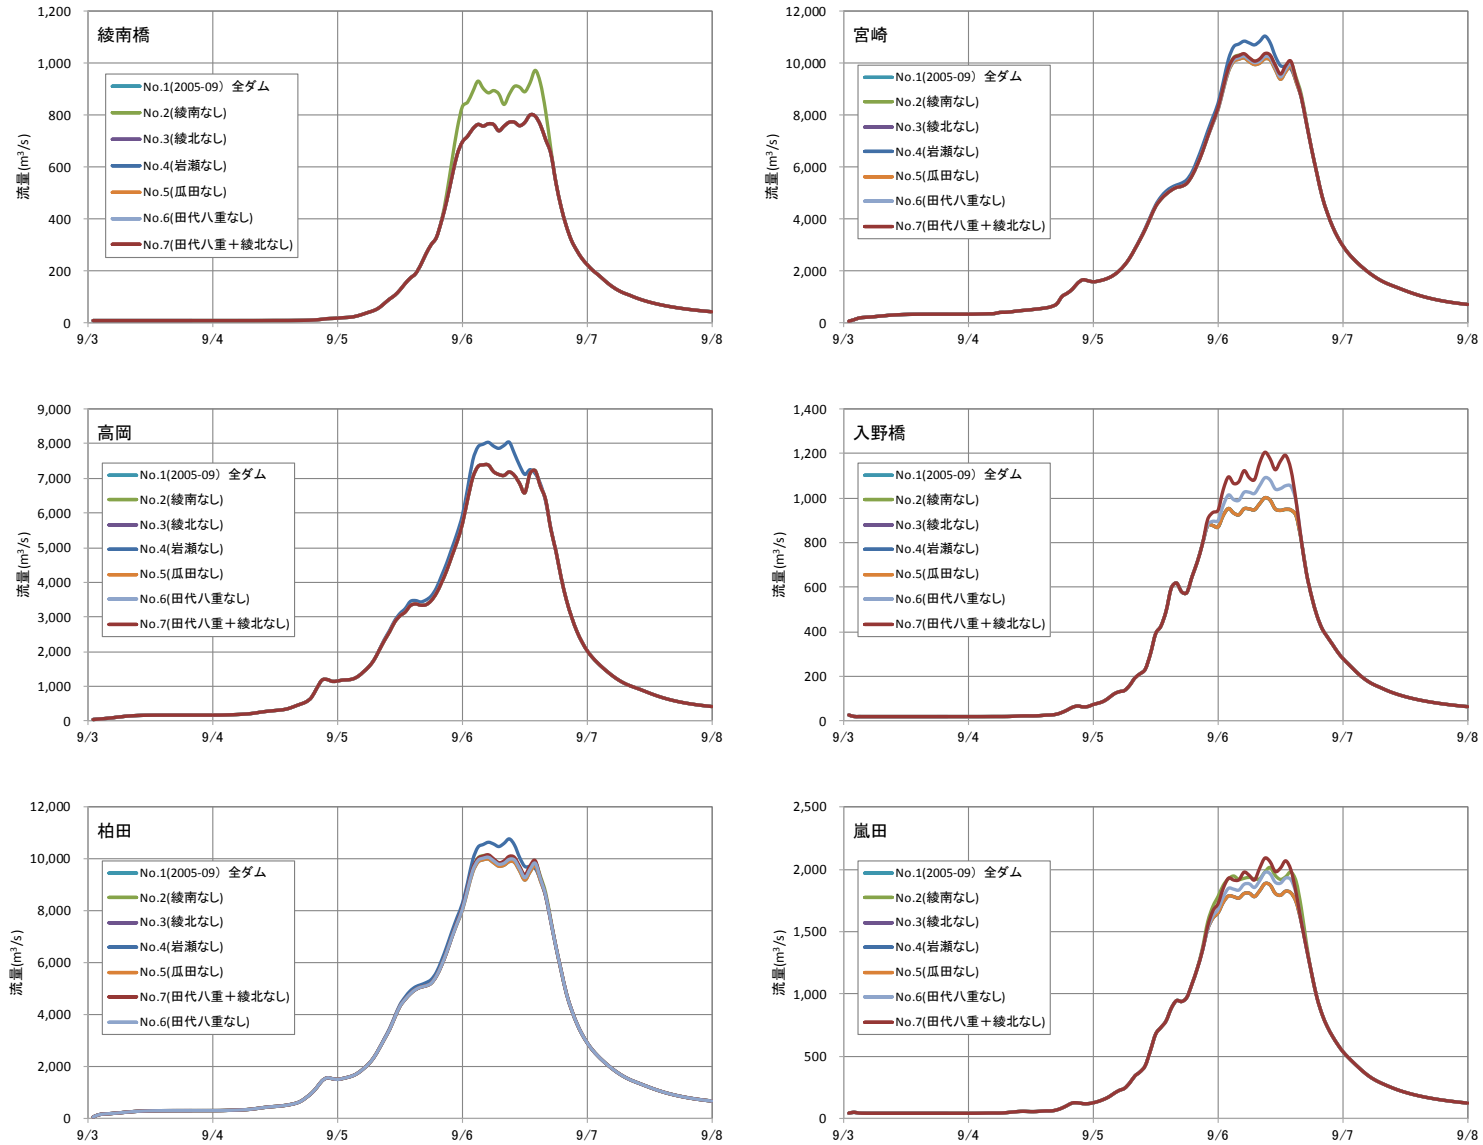 綾南橋
流量(m³/s)
1,200
1,000
800
600
400
200
0
No.1(2005-09) 全ダム
No.2(綾南なし)
No.3(綾北なし)
No.4(岩瀬なし)
No.5(瓜田なし)
No.6(田代八重なし)
No.7(田代八重+綾北なし)
9/3 9/4 9/5 9/6 9/7 9/8
宮崎
流量(m³/s)
12,000
10,000
8,000
6,000
4,000
2,000
0
No.1(2005-09) 全ダム
No.2(綾南なし)
No.3(綾北なし)
No.4(岩瀬なし)
No.5(瓜田なし)
No.6(田代八重なし)
No.7(田代八重+綾北なし)
9/3 9/4 9/5 9/6 9/7 9/8
高岡
流量(m³/s)
9,000
8,000
7,000
6,000
5,000
4,000
3,000
2,000
1,000
0
No.1(2005-09) 全ダム
No.2(綾南なし)
No.3(綾北なし)
No.4(岩瀬なし)
No.5(瓜田なし)
No.6(田代八重なし)
No.7(田代八重+綾北なし)
9/3 9/4 9/5 9/6 9/7 9/8
入野橋
流量(m³/s)
1,400
1,200
1,000
800
600
400
200
0
No.1(2005-09) 全ダム
No.2(綾南なし)
No.3(綾北なし)
No.4(岩瀬なし)
No.5(瓜田なし)
No.6(田代八重なし)
No.7(田代八重+綾北なし)
9/3 9/4 9/5 9/6 9/7 9/8
柏田
流量(m³/s)
12,000
10,000
8,000
6,000
4,000
2,000
0
No.1(2005-09) 全ダム
No.2(綾南なし)
No.3(綾北なし)
No.4(岩瀬なし)
No.5(瓜田なし)
No.7(田代八重+綾北なし)
No.6(田代八重なし)
9/3 9/4 9/5 9/6 9/7 9/8
嵐田
流量(m³/s)
2,500
2,000
1,500
1,000
500
0
No.1(2005-09) 全ダム
No.2(綾南なし)
No.3(綾北なし)
No.4(岩瀬なし)
No.5(瓜田なし)
No.6(田代八重なし)
No.7(田代八重+綾北なし)
9/3 9/4 9/5 9/6 9/7 9/8